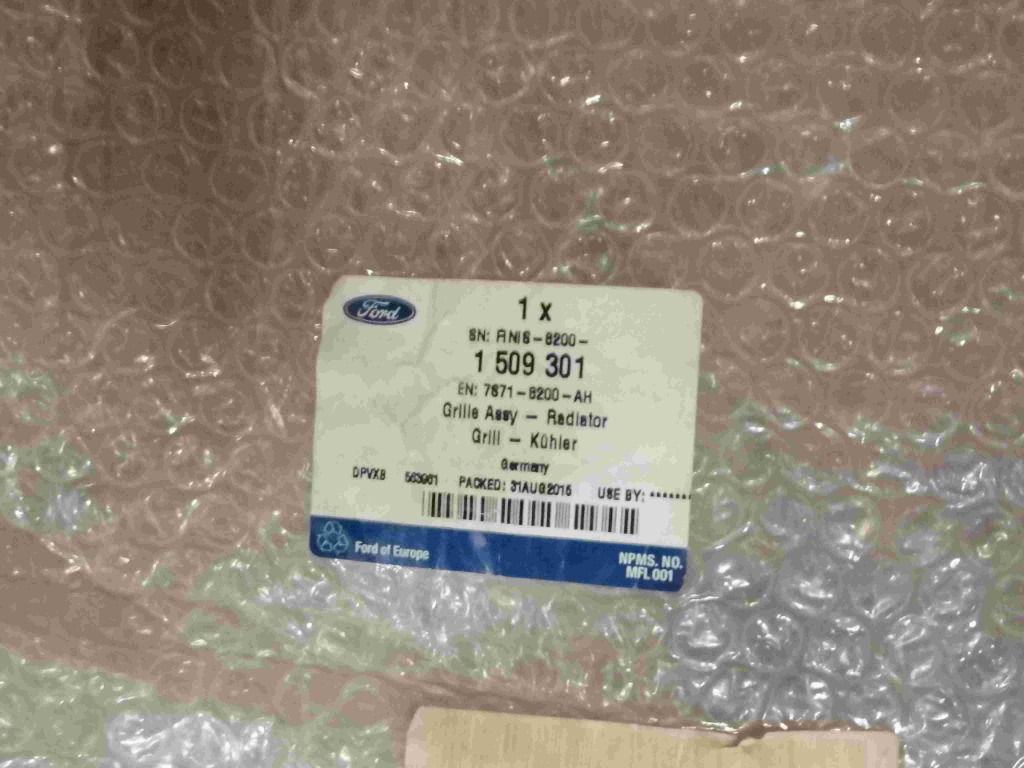 Ford
1 x
SN: FINIS-8200-
1 509 301
EN: 7S71-8200-AH
Grille Assy - Radiator
Grill - Kühler
Germany
DPVXB 563961 PACKED: 31AUG2015 USE BY: *******
Ford of Europe
NPMS. NO.
MFL 001